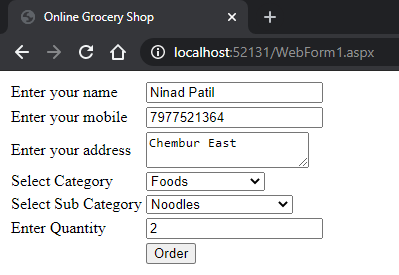 Online Grocery Shop
localhost:52131/WebForm1.aspx
Enter your name Ninad Patil
Enter your mobile 7977521364
Enter your address Chembur East
Select Category Foods
Select Sub Category Noodles
Enter Quantity 2
Order